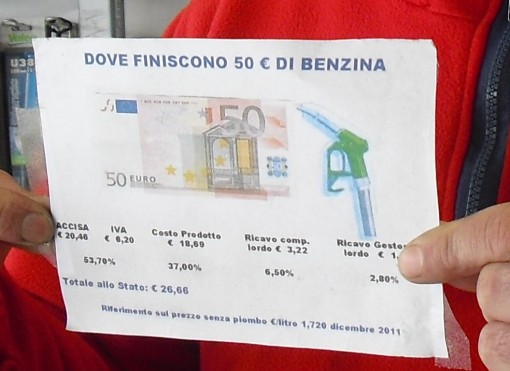 DOVE FINISCONO 50 € DI BENZINA
50
50 EURO
ACCISA IVA Costo Prodotto Ricavo comp. Ricavo Gesto
€ 20,46 € 6,20 € 18,69 lordo € 3,22 lordo € 1,
53,70% 37,00% 6,50% 2,80%
Totale allo Stato: € 26,66
Riferimento sul prezzo senza piombo €/litro 1,720 dicembre 2011